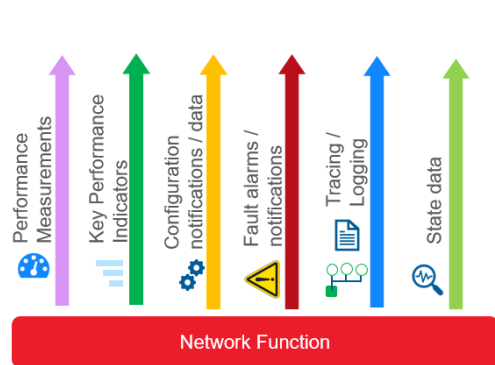 Performance
Measurements
Key Performance
Indicators
Configuration
notifications / data
Fault alarms /
notifications
Tracing /
Logging
State data
Network Function